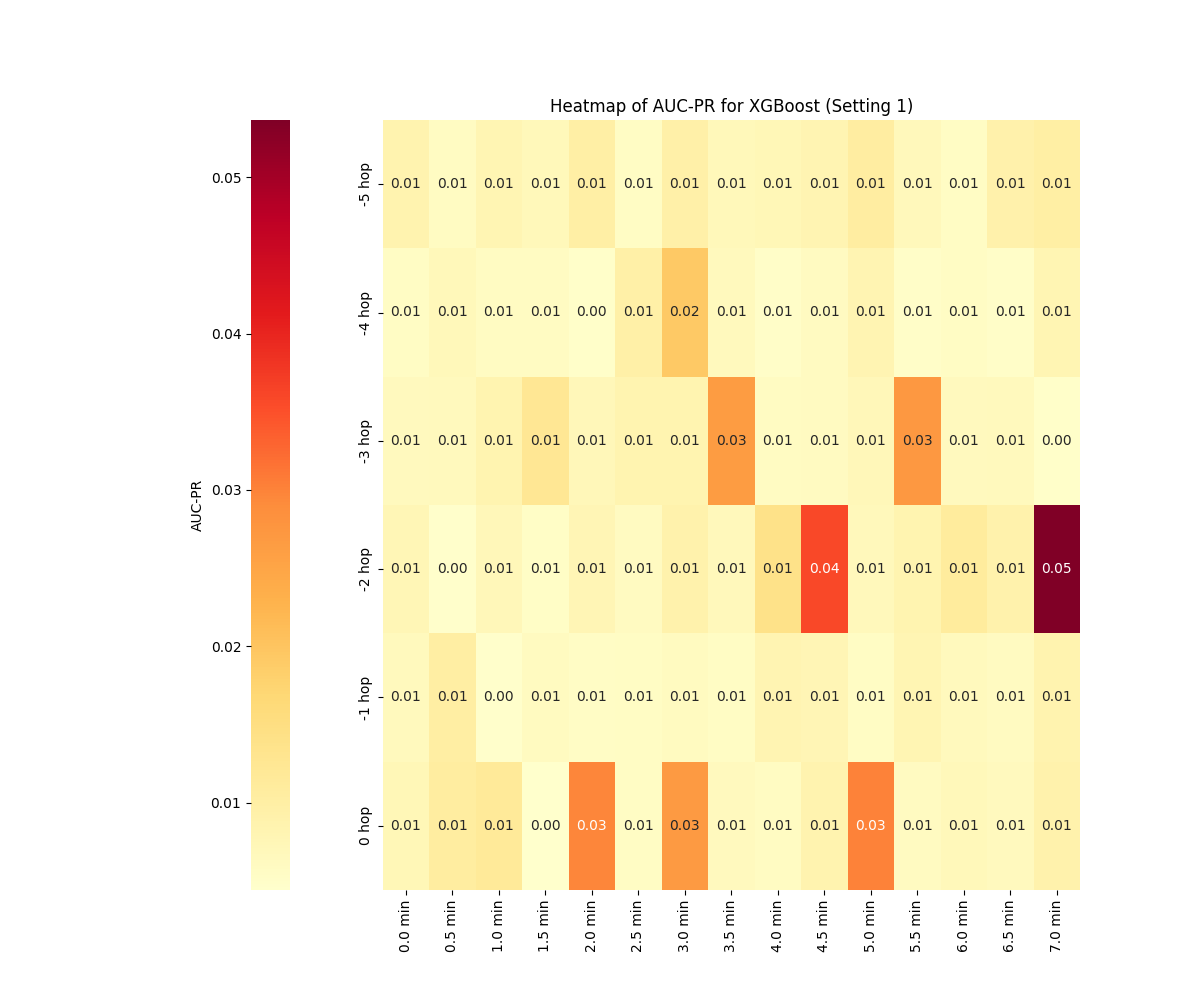 Heatmap of AUC-PR for XGBoost (Setting 1)
AUC-PR
0.05
0.04
0.03
0.02
0.01
-5 hop 0.01 0.01 0.01 0.01 0.01 0.01 0.01 0.01 0.01 0.01 0.01 0.01 0.01 0.01 0.01
-4 hop 0.01 0.01 0.01 0.01 0.00 0.01 0.02 0.01 0.01 0.01 0.01 0.01 0.01 0.01 0.01
-3 hop 0.01 0.01 0.01 0.01 0.01 0.01 0.01 0.03 0.01 0.01 0.01 0.03 0.01 0.01 0.00
-2 hop 0.01 0.00 0.01 0.01 0.01 0.01 0.01 0.01 0.01 0.04 0.01 0.01 0.01 0.01 0.05
-1 hop 0.01 0.01 0.00 0.01 0.01 0.01 0.01 0.01 0.01 0.01 0.01 0.01 0.01 0.01 0.01
0 hop 0.01 0.01 0.01 0.00 0.03 0.01 0.03 0.01 0.01 0.01 0.03 0.01 0.01 0.01 0.01
0.0 min 0.5 min 1.0 min 1.5 min 2.0 min 2.5 min 3.0 min 3.5 min 4.0 min 4.5 min 5.0 min 5.5 min 6.0 min 6.5 min 7.0 min